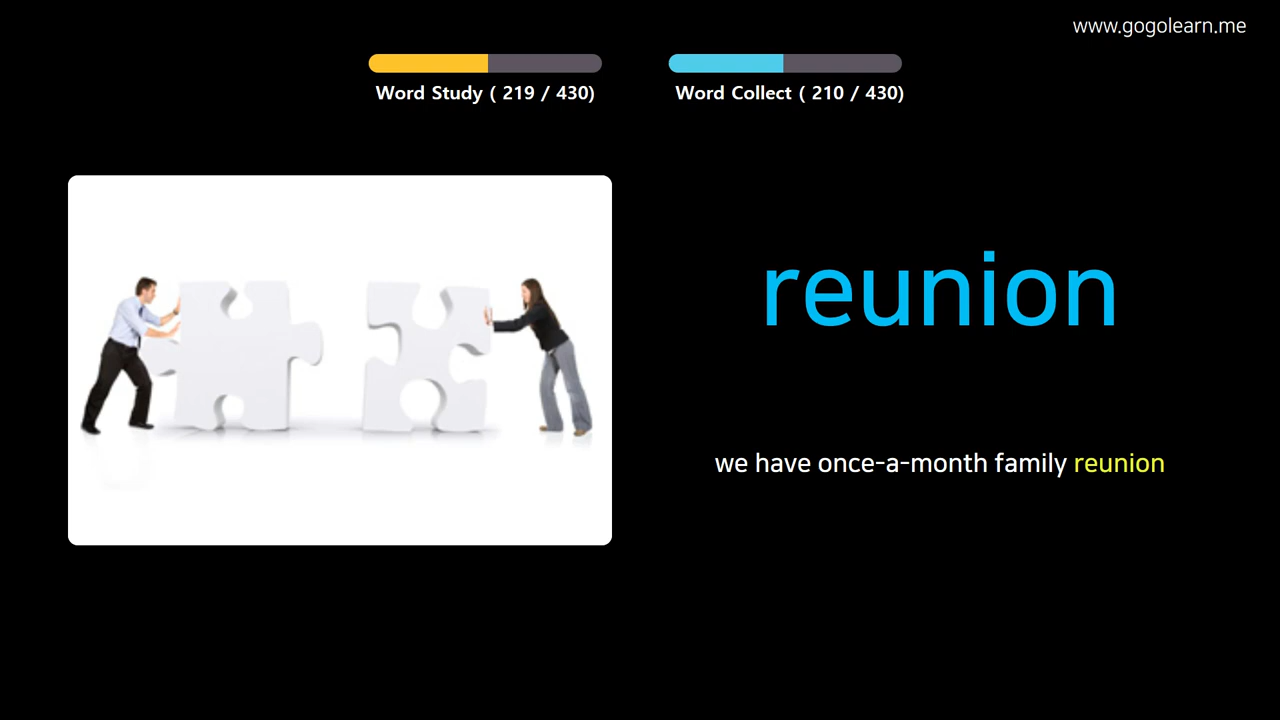 www.gogolearn.me
Word Study ( 219 / 430)
Word Collect ( 210 / 430)
reunion
we have once-a-month family reunion